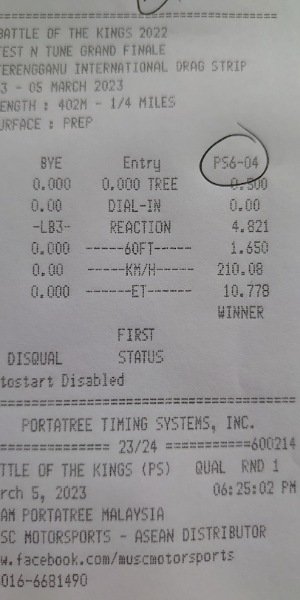 BATTLE OF THE KINGS 2022
TEST N TUNE GRAND FINALE
TERENGGANU INTERNATIONAL DRAG STRIP
3 - 05 MARCH 2023
LENGTH : 402M - 1/4 MILES
SURFACE : PREP
BYE Entry PS6-04
0.000 0.000 TREE 0.500
0.00 DIAL-IN 0.00
-LB3- REACTION 4.821
0.000 -----60FT----- 1.650
0.00 -----KM/H----- 210.08
0.000 ------ET------ 10.778
WINNER
FIRST
DISQUAL STATUS
tostart Disabled
PORTATREE TIMING SYSTEMS, INC.
============== 23/24 ===========600214
TTLE OF THE KINGS (PS) QUAL RND 1
rch 5, 2023 06:25:02 PM
AM PORTATREE MALAYSIA
SC MOTORSPORTS - ASEAN DISTRIBUTOR
w.facebook.com/muscmotorsports
016-6681490